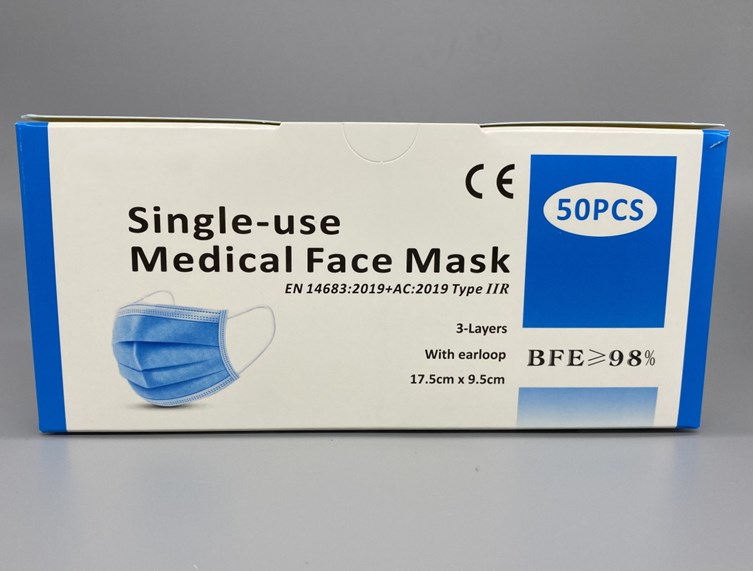 CE
50PCS
Single-use
Medical Face Mask
EN 14683:2019+AC:2019 Type IIR
3-Layers
With earloop
17.5cm x 9.5cm
BFE≥98%